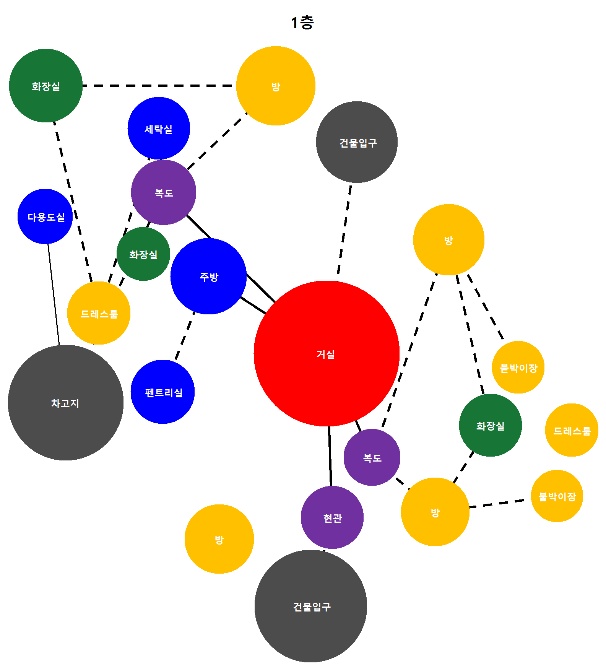 1층
화장실
방
세탁실
건물입구
복도
다용도실
방
화장실
주방
드레스룸
거실
붙박이장
펜트리실
차고지
화장실
드레스룸
복도
붙박이장
방
현관
방
건물입구